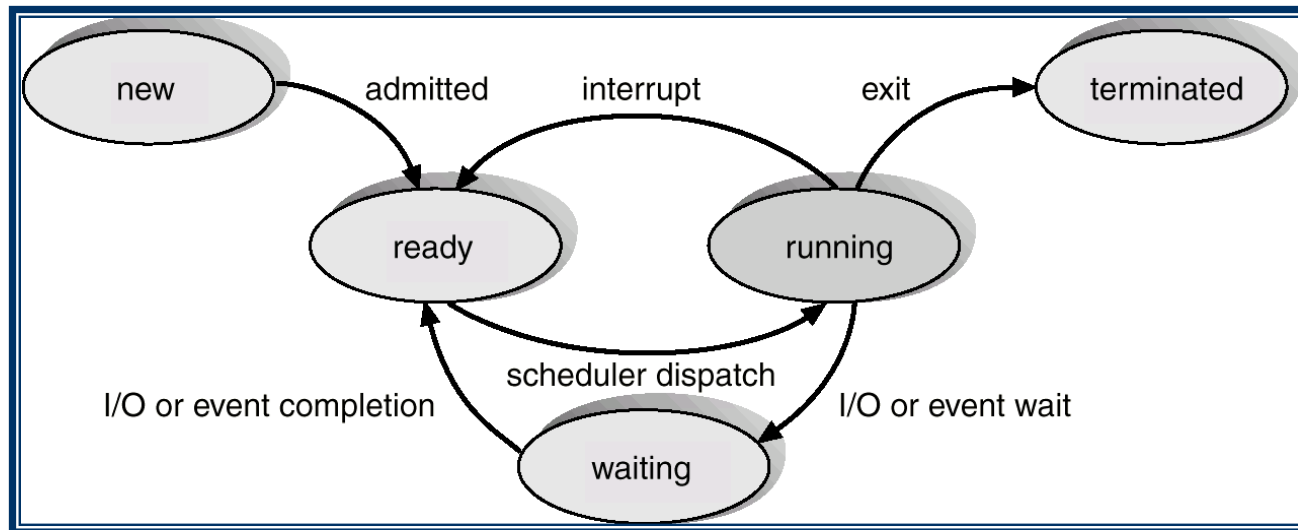 new
admitted
interrupt
exit
terminated
ready
running
scheduler dispatch
I/O or event completion
I/O or event wait
waiting